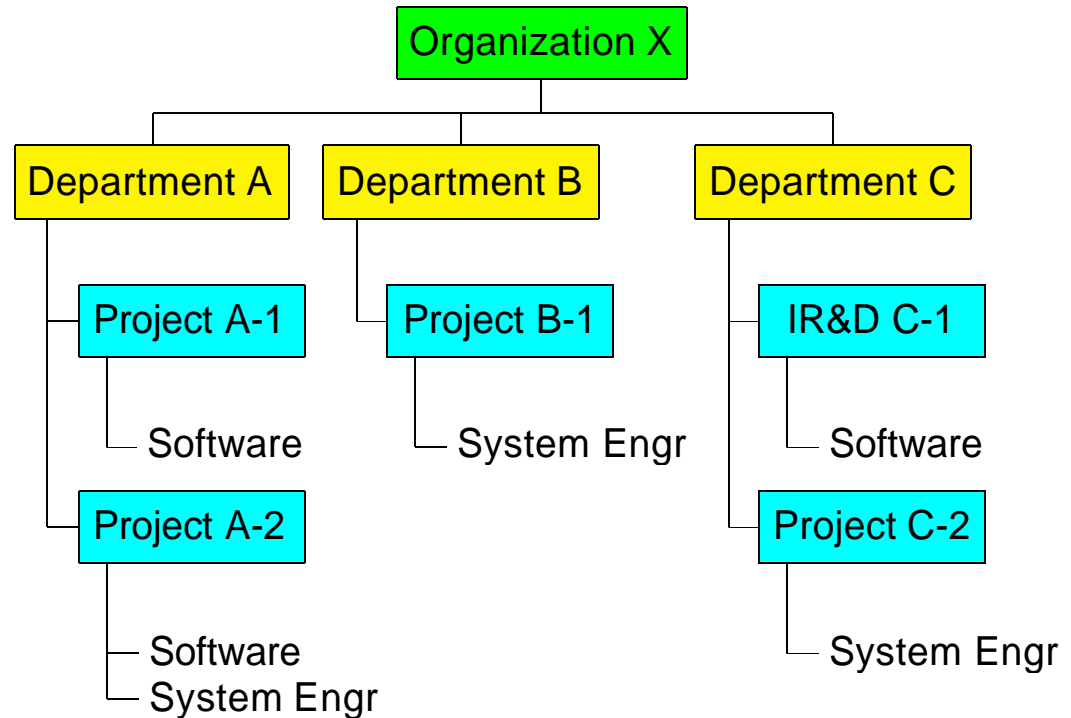 Organization X
Department A
Department B
Department C
Project A-1
Project B-1
IR&D C-1
Software
System Engr
Software
Project A-2
Project C-2
Software
System Engr
System Engr